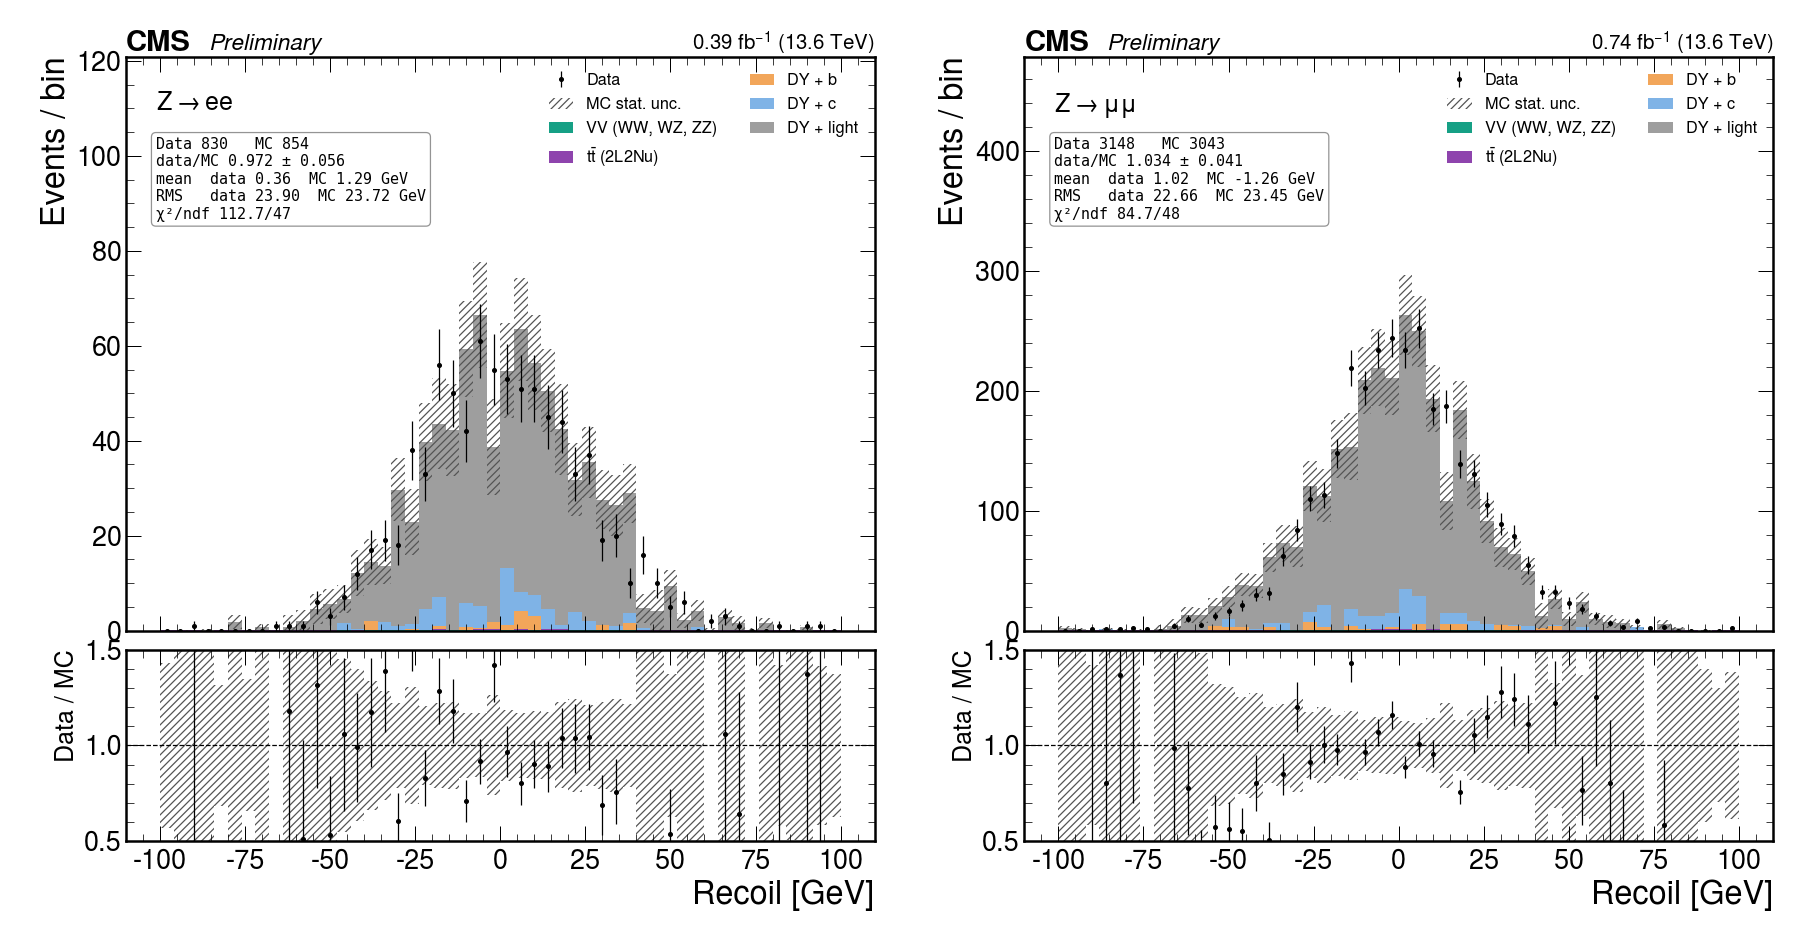 CMS Preliminary 0.39 fb⁻¹ (13.6 TeV)
Events / bin
120
100
80
60
40
20
0
Z→ee
Data 830   MC 854
data/MC 0.972 ± 0.056
mean  data 0.36  MC 1.29 GeV
RMS   data 23.90  MC 23.72 GeV
χ²/ndf 112.7/47
Data
MC stat. unc.
VV (WW, WZ, ZZ)
tt̄ (2L2Nu)
DY + b
DY + c
DY + light
Data / MC
1.5
1.0
0.5
-100 -75 -50 -25 0 25 50 75 100
Recoil [GeV]
CMS Preliminary 0.74 fb⁻¹ (13.6 TeV)
Events / bin
400
300
200
100
0
Z→μμ
Data 3148   MC 3043
data/MC 1.034 ± 0.041
mean  data 1.02  MC -1.26 GeV
RMS   data 22.66  MC 23.45 GeV
χ²/ndf 84.7/48
Data
MC stat. unc.
VV (WW, WZ, ZZ)
tt̄ (2L2Nu)
DY + b
DY + c
DY + light
Data / MC
1.5
1.0
0.5
-100 -75 -50 -25 0 25 50 75 100
Recoil [GeV]